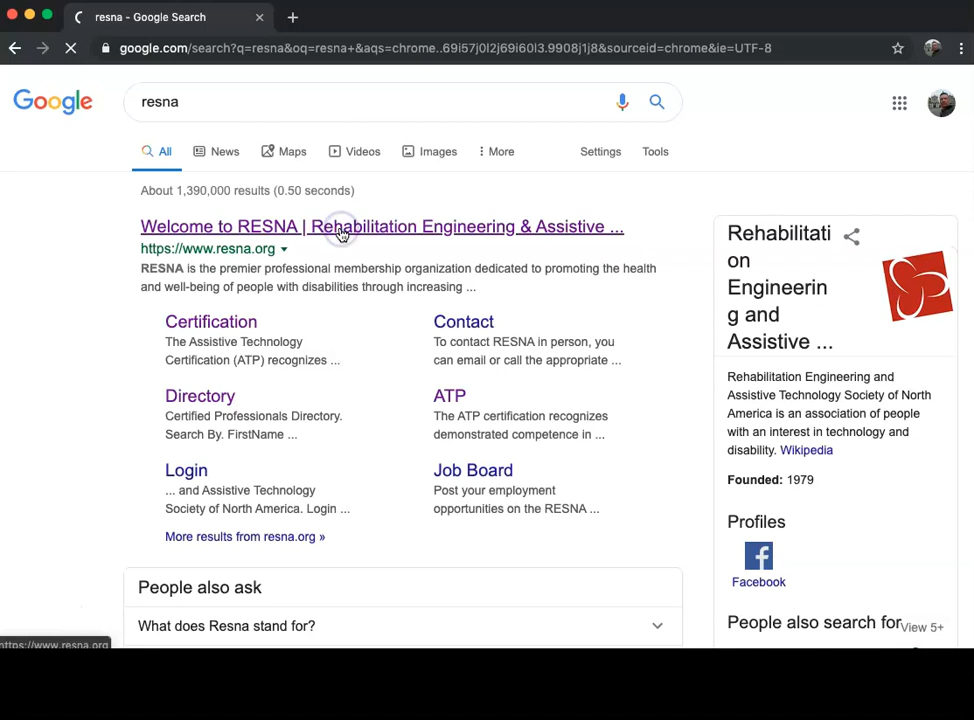 resna - Google Search
google.com/search?q=resna&oq=resna+&aqs=chrome..69i57j0l2j69i60l3.9908j1j8&sourceid=chrome&ie=UTF-8
Google
resna
All News Maps Videos Images More Settings Tools
About 1,390,000 results (0.50 seconds)
Welcome to RESNA | Rehabilitation Engineering & Assistive ...
https://www.resna.org
RESNA is the premier professional membership organization dedicated to promoting the health
and well-being of people with disabilities through increasing ...
Certification
The Assistive Technology
Certification (ATP) recognizes ...
Contact
To contact RESNA in person, you
can email or call the appropriate ...
Directory
Certified Professionals Directory.
Search By. FirstName ...
ATP
The ATP certification recognizes
demonstrated competence in ...
Login
... and Assistive Technology
Society of North America. Login ...
Job Board
Post your employment
opportunities on the RESNA ...
More results from resna.org »
People also ask
What does Resna stand for?
Rehabilitati
on
Engineerin
g and
Assistive ...
Rehabilitation Engineering and
Assistive Technology Society of North
America is an association of people
with an interest in technology and
disability. Wikipedia
Founded: 1979
Profiles
Facebook
People also search for
View 5+
https://www.resna.org